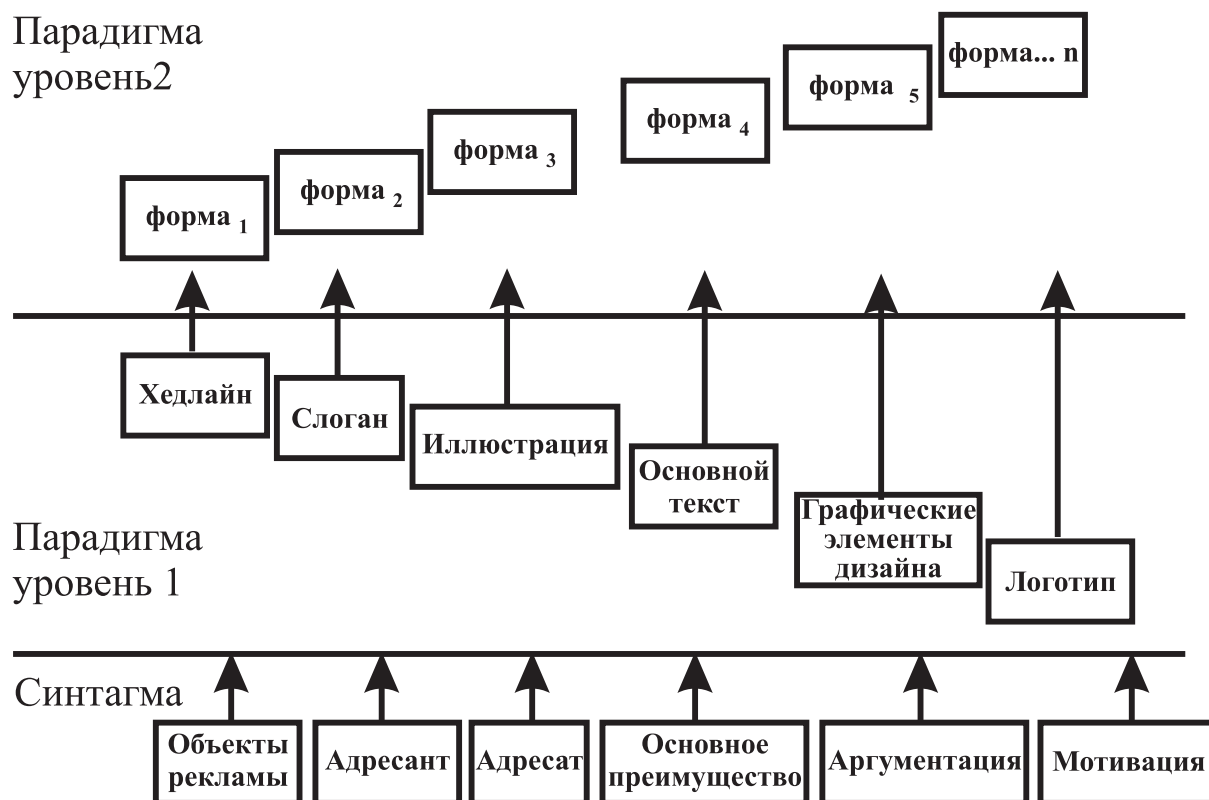 Парадигма
уровень2
форма 1
форма 2
форма 3
форма 4
форма 5
форма... n
Хедлайн
Слоган
Иллюстрация
Основной
текст
Графические
элементы
дизайна
Логотип
Парадигма
уровень 1
Синтагма
Объекты
рекламы
Адресант
Адресат
Основное
преимущество
Аргументация
Мотивация